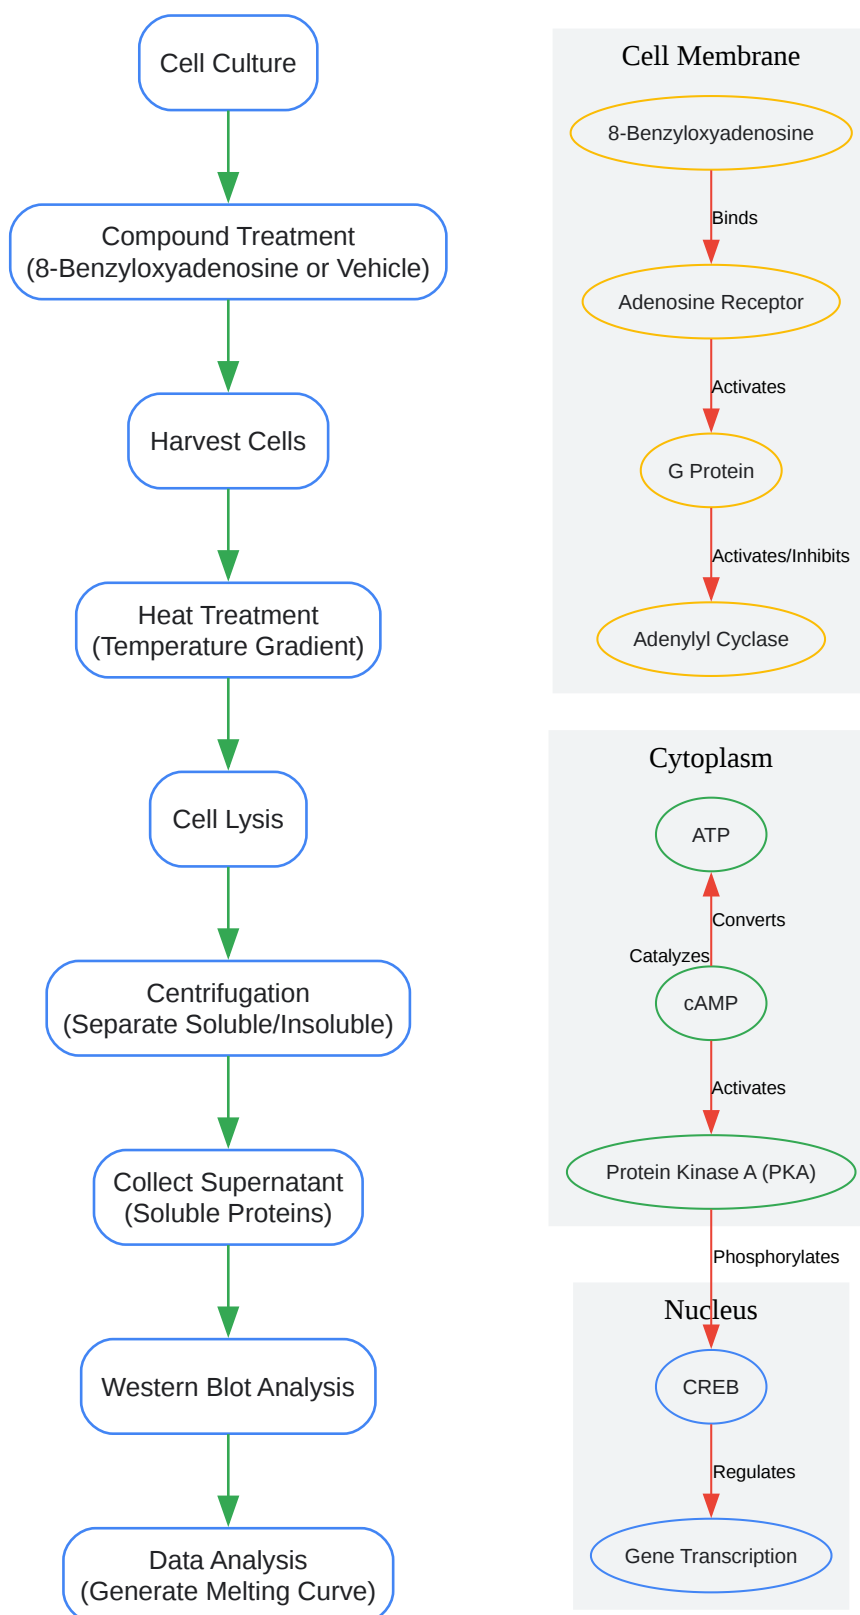 Cell Culture
Compound Treatment
(8-Benzyloxyadenosine or Vehicle)
Harvest Cells
Heat Treatment
(Temperature Gradient)
Cell Lysis
Centrifugation
(Separate Soluble/Insoluble)
Collect Supernatant
(Soluble Proteins)
Western Blot Analysis
Data Analysis
(Generate Melting Curve)
Cell Membrane
8-Benzyloxyadenosine
Binds
Adenosine Receptor
Activates
G Protein
Activates/Inhibits
Adenylyl Cyclase
Cytoplasm
ATP
Converts
Catalyzes
cAMP
Activates
Protein Kinase A (PKA)
Phosphorylates
Nucleus
CREB
Regulates
Gene Transcription